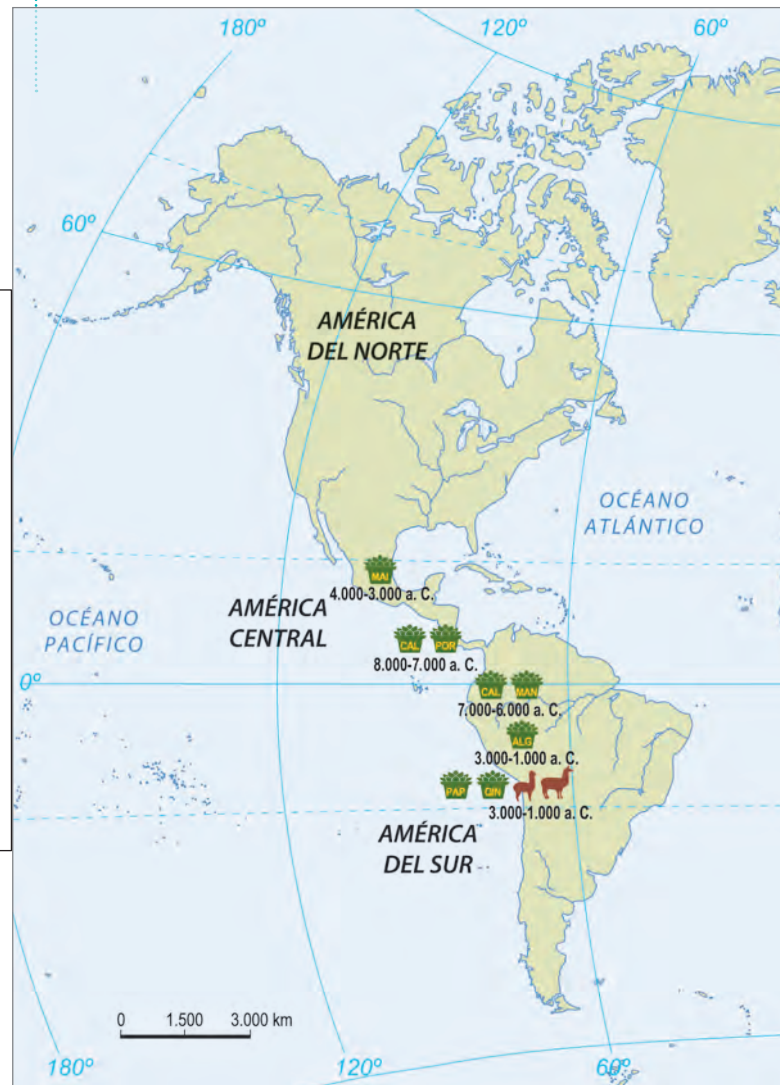 180º
120º
60º
60º
AMÉRICA
DEL NORTE
OCÉANO
ATLÁNTICO
MAI
4.000-3.000 a. C.
AMÉRICA
CENTRAL
OCÉANO
PACÍFICO
CAL POR
8.000-7.000 a. C.
0º
CAL MAN
7.000-6.000 a. C.
ALG
3.000-1.000 a. C.
PAP QIN
3.000-1.000 a. C.
AMÉRICA
DEL SUR
0 1.500 3.000 km
180º
120º
60º